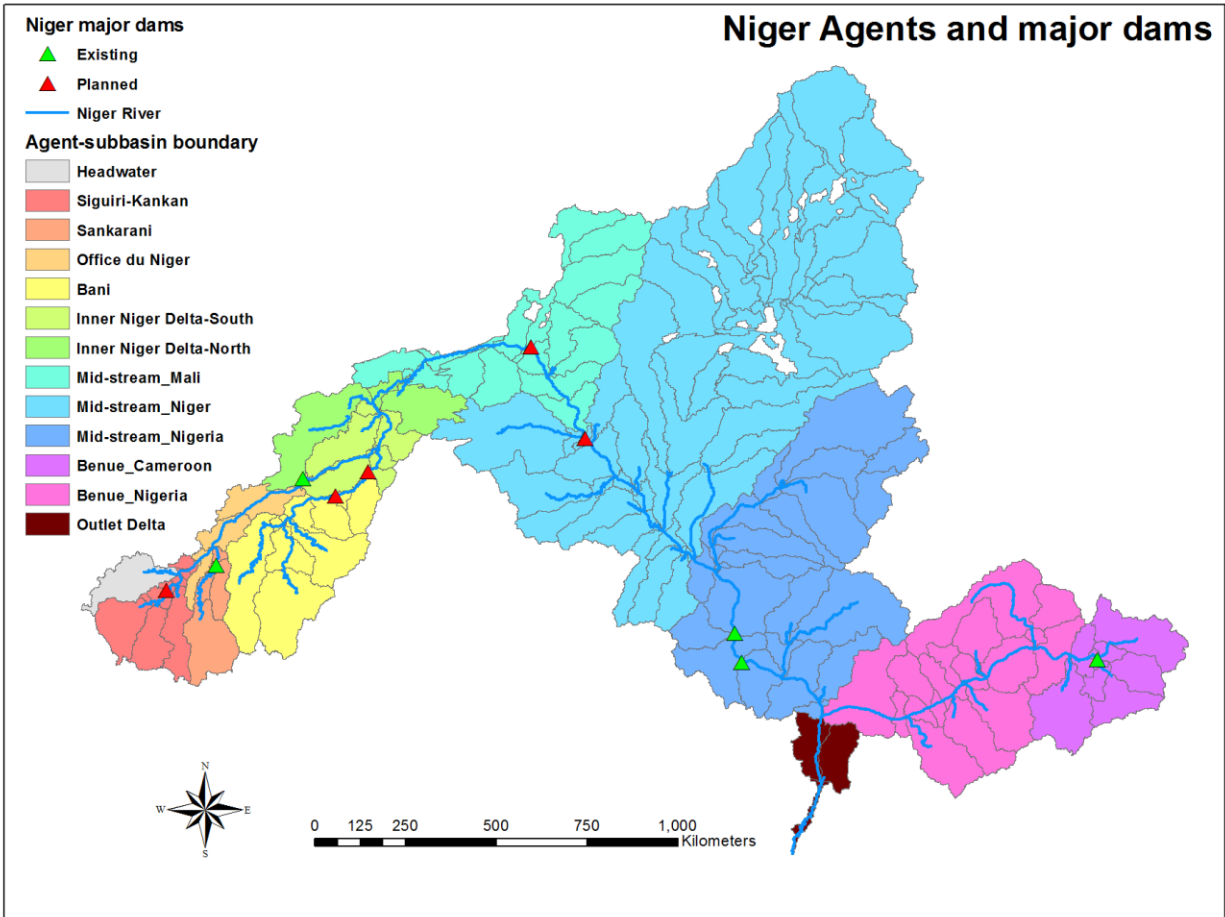 Niger Agents and major dams
Niger major dams
Existing
Planned
Niger River
Agent-subbasin boundary
Headwater
Siguiri-Kankan
Sankarani
Office du Niger
Bani
Inner Niger Delta-South
Inner Niger Delta-North
Mid-stream_Mali
Mid-stream_Niger
Mid-stream_Nigeria
Benue_Cameroon
Benue_Nigeria
Outlet Delta
N
W E
S
0 125 250 500 750 1,000
Kilometers